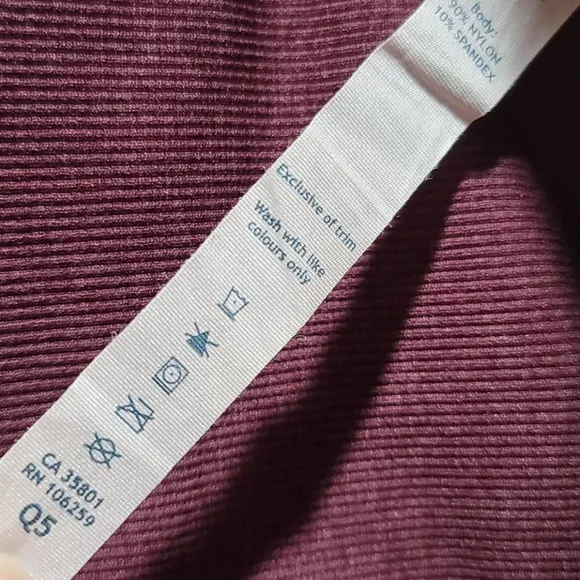 Body:
90% NYLON
10% SPANDEX
Exclusive of trim
Wash with like
colours only
CA 35801
RN 106259
Q5